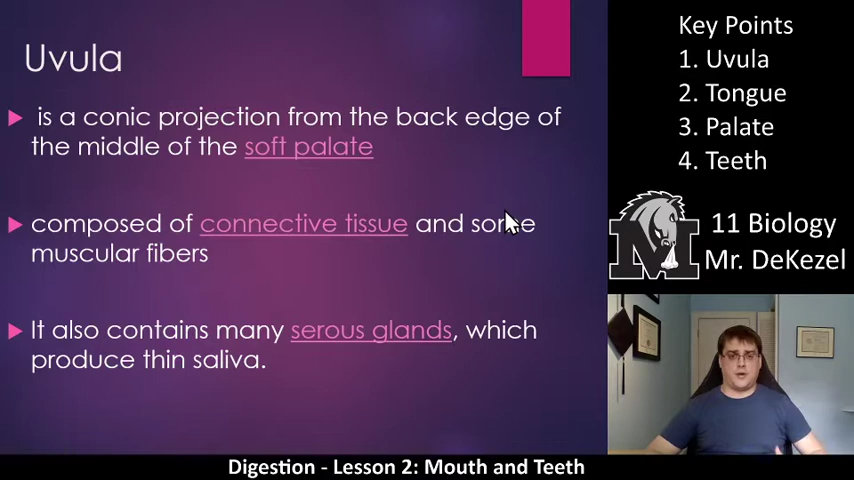 Uvula
is a conic projection from the back edge of
the middle of the soft palate
composed of connective tissue and some
muscular fibers
It also contains many serous glands, which
produce thin saliva.
Key Points
1. Uvula
2. Tongue
3. Palate
4. Teeth
M
11 Biology
Mr. DeKezel
Digestion - Lesson 2: Mouth and Teeth